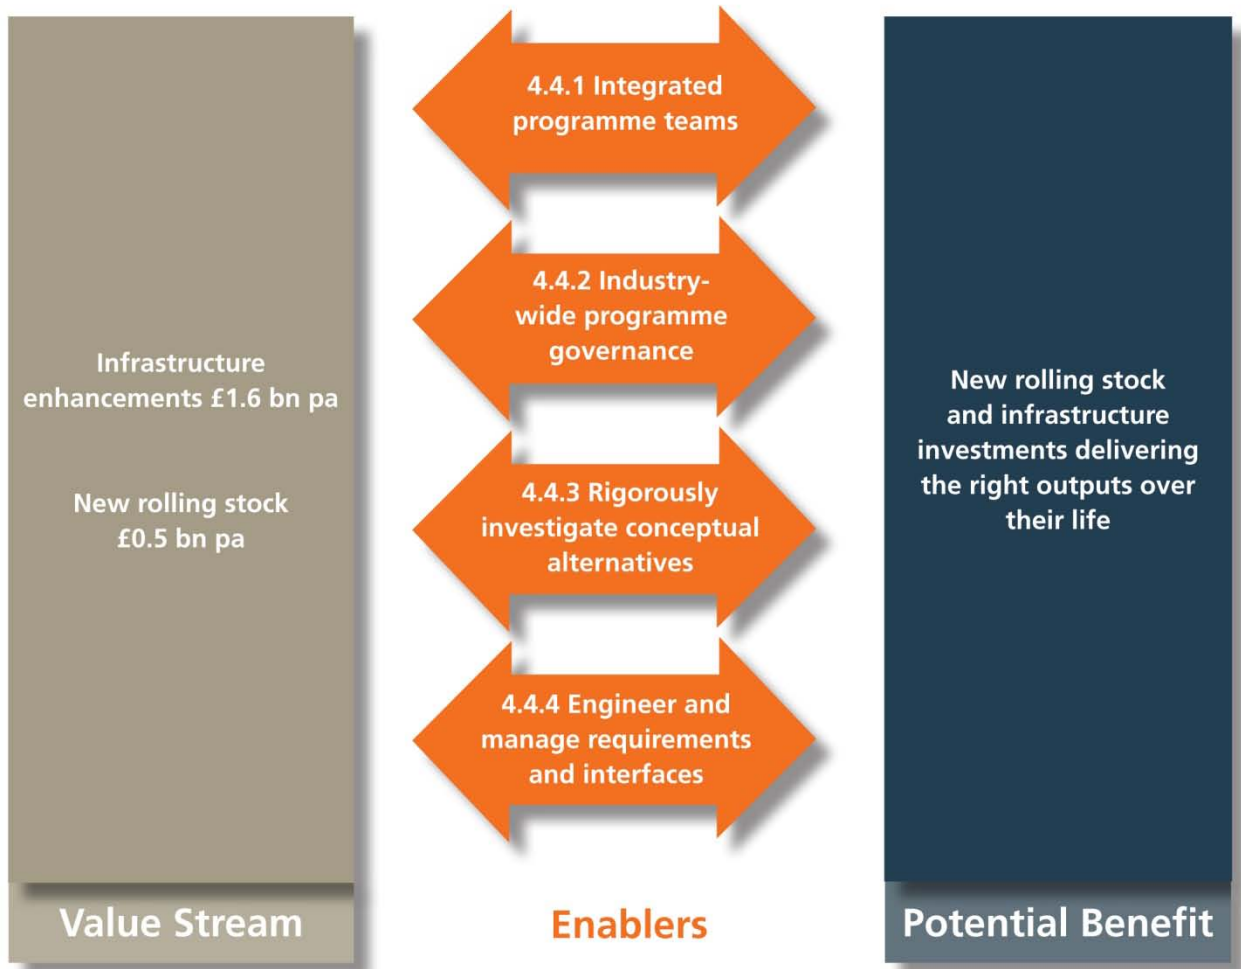 Infrastructure
enhancements £1.6 bn pa
New rolling stock
£0.5 bn pa
Value Stream
4.4.1 Integrated
programme teams
4.4.2 Industry-
wide programme
governance
4.4.3 Rigorously
investigate conceptual
alternatives
4.4.4 Engineer and
manage requirements
and interfaces
Enablers
New rolling stock
and infrastructure
investments delivering
the right outputs over
their life
Potential Benefit